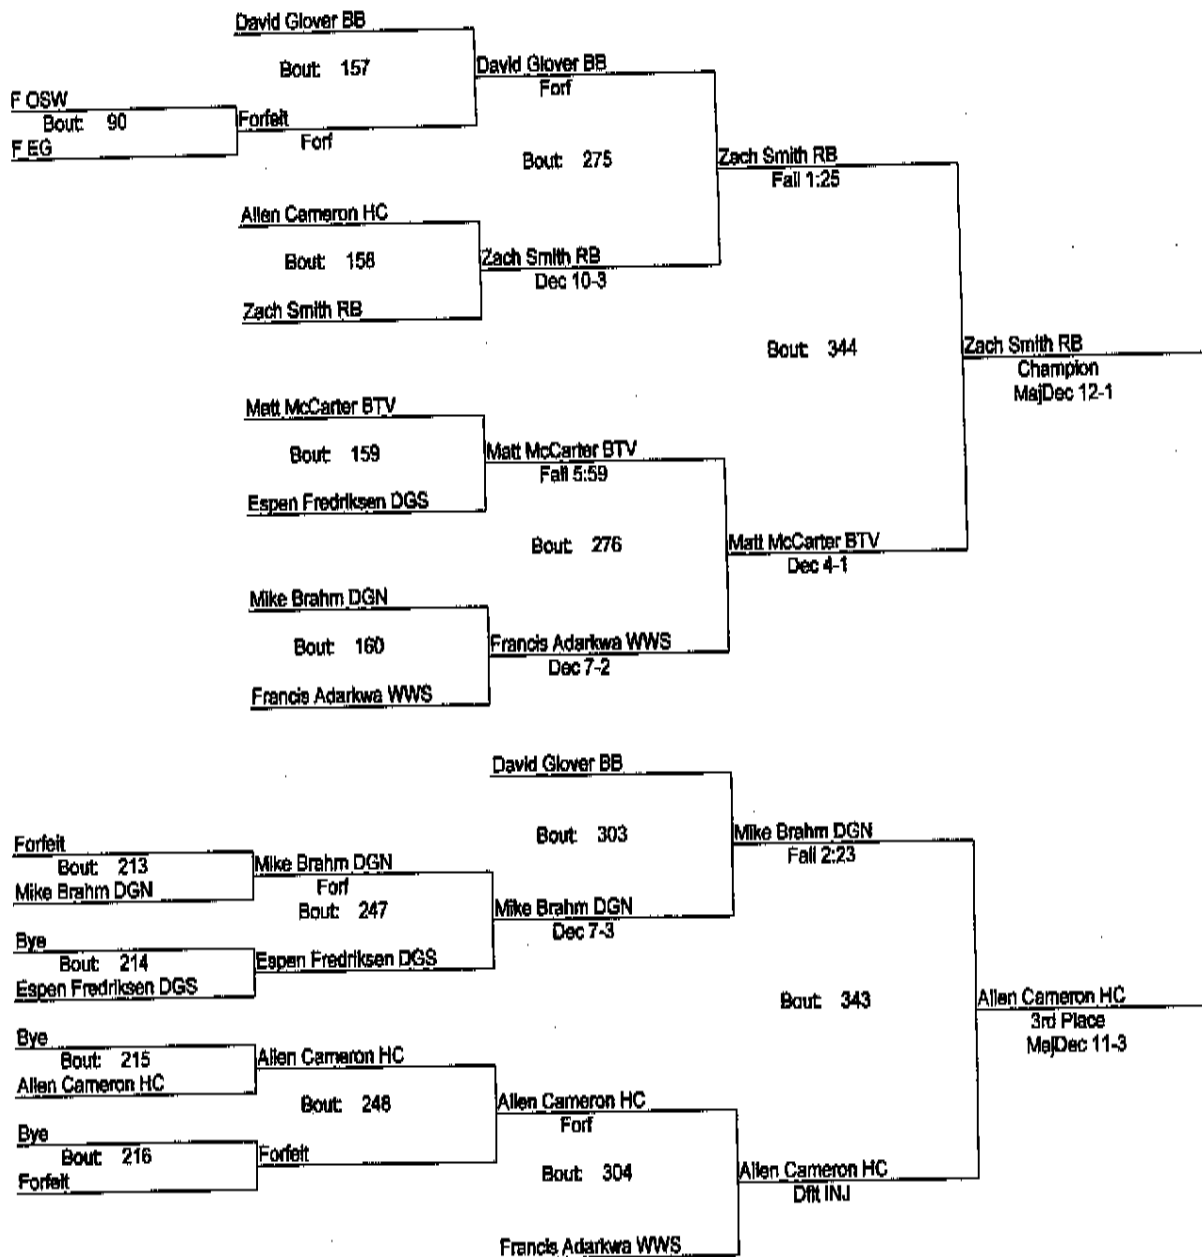 David Glover BB
Bout: 157
David Glover BB
Forf
F OSW
Bout: 90
F EG
Forfeit
Forf
Bout: 275
Zach Smith RB
Fall 1:25
Allen Cameron HC
Bout: 158
Zach Smith RB
Zach Smith RB
Dec 10-3
Bout: 344
Zach Smith RB
Champion
MajDec 12-1
Matt McCarter BTV
Bout: 159
Espen Fredriksen DGS
Matt McCarter BTV
Fall 5:59
Bout: 276
Matt McCarter BTV
Dec 4-1
Mike Brahm DGN
Bout: 160
Francis Adarkwa WWS
Francis Adarkwa WWS
Dec 7-2
David Glover BB
Bout: 303
Mike Brahm DGN
Fall 2:23
Forfeit
Bout: 213
Mike Brahm DGN
Mike Brahm DGN
Forf
Bout: 247
Mike Brahm DGN
Dec 7-3
Bye
Bout: 214
Espen Fredriksen DGS
Espen Fredriksen DGS
Bout: 343
Allen Cameron HC
3rd Place
MajDec 11-3
Bye
Bout: 215
Allen Cameron HC
Allen Cameron HC
Bout: 248
Allen Cameron HC
Forf
Bye
Bout: 216
Forfeit
Forfeit
Bout: 304
Allen Cameron HC
Dflt INJ
Francis Adarkwa WWS